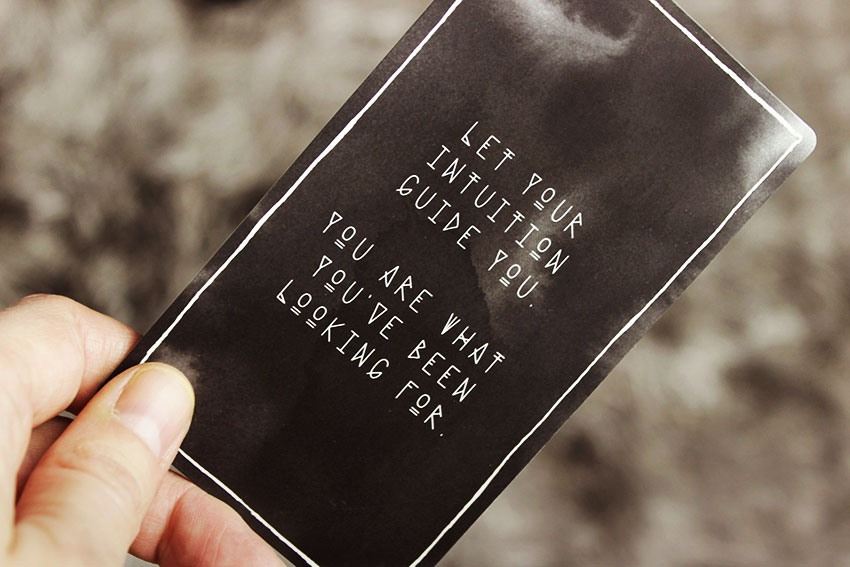 LET YOUR
INTUITION
GUIDE YOU.
YOU ARE WHAT
YOU'VE BEEN
LOOKING FOR.